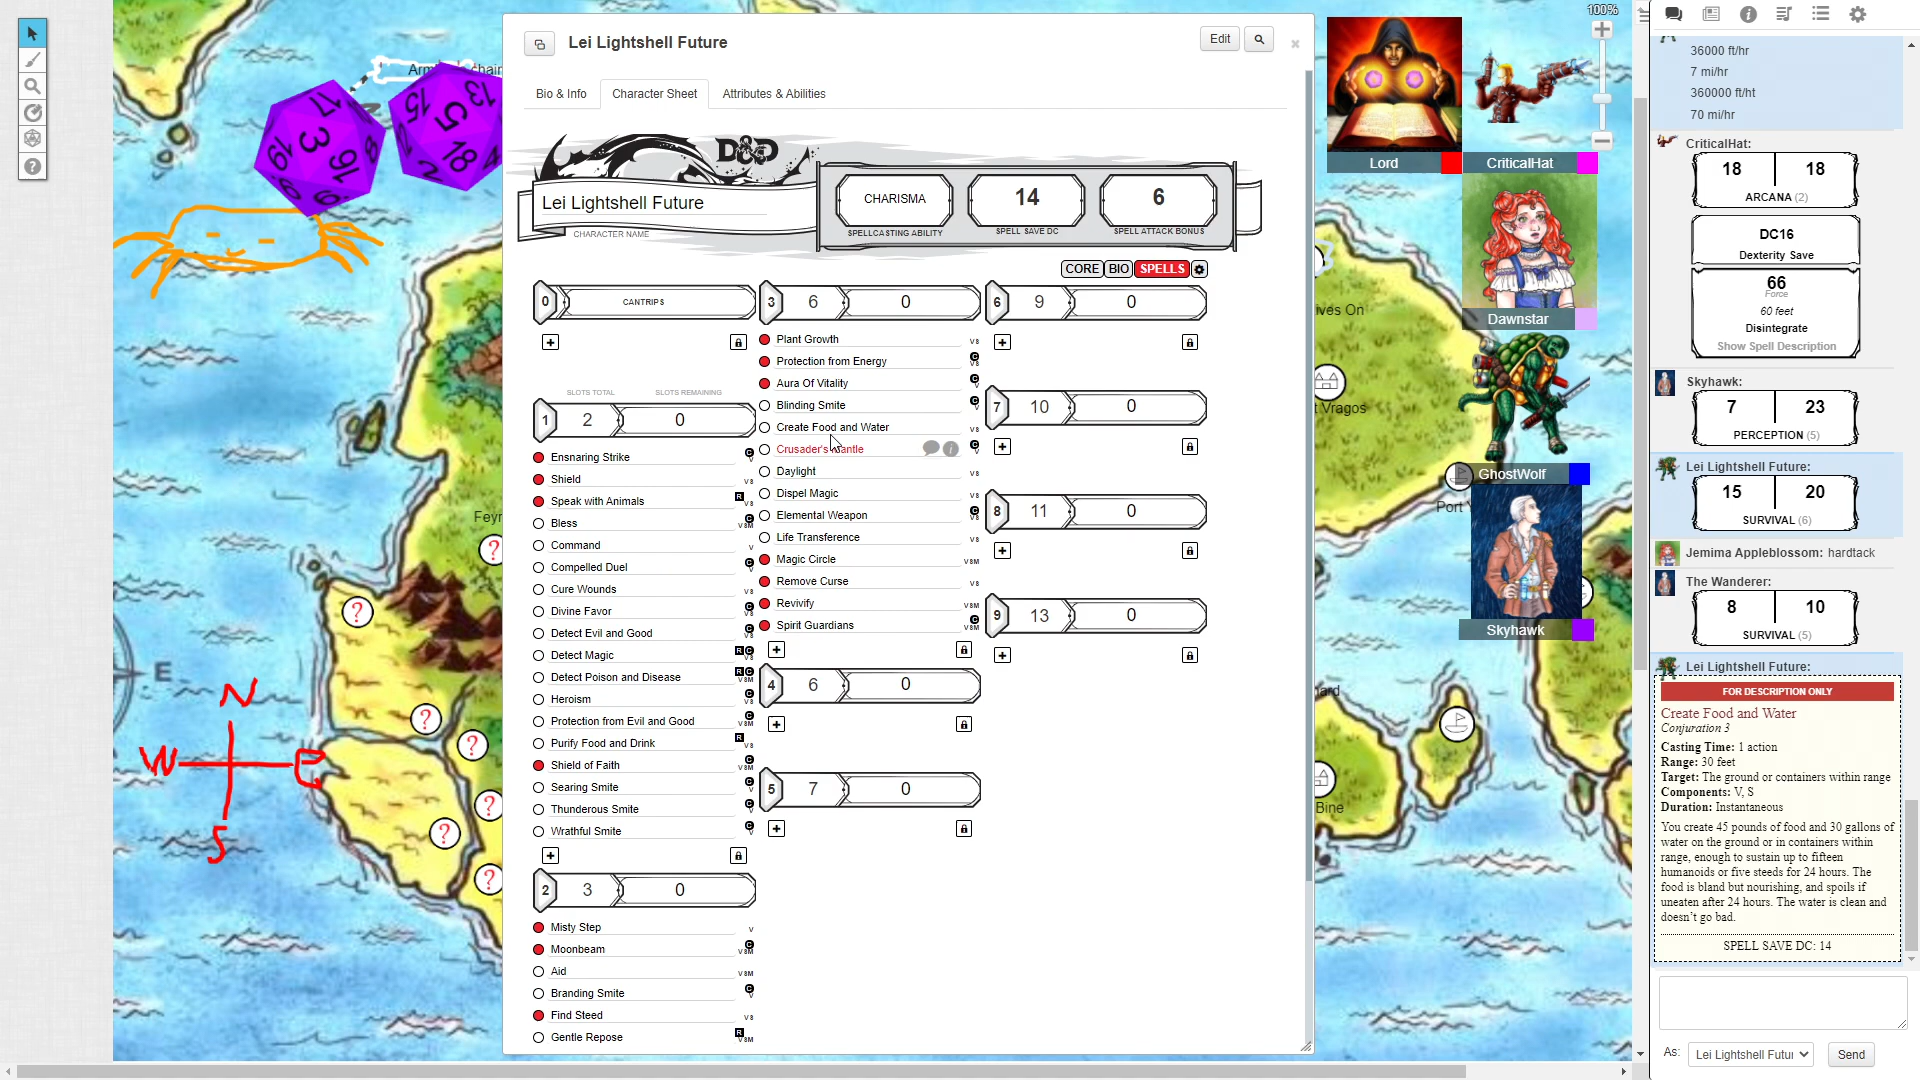 Lei Lightshell Future
Edit
Bio & Info
Character Sheet
Attributes & Abilities
D&D
Lei Lightshell Future
CHARACTER NAME
CHARISMA
SPELLCASTING ABILITY
14
SPELL SAVE DC
6
SPELL ATTACK BONUS
CORE
BIO
SPELLS
0
CANTRIPS
SLOTS TOTAL
SLOTS REMAINING
1 2 0
Ensnaring Strike
Shield
Speak with Animals
Bless
Command
Compelled Duel
Cure Wounds
Divine Favor
Detect Evil and Good
Detect Magic
Detect Poison and Disease
Heroism
Protection from Evil and Good
Purify Food and Drink
Shield of Faith
Searing Smite
Thunderous Smite
Wrathful Smite
2 3 0
Misty Step
Moonbeam
Aid
Branding Smite
Find Steed
Gentle Repose
3 6 0
Plant Growth
Protection from Energy
Aura Of Vitality
Blinding Smite
Create Food and Water
Daylight
Dispel Magic
Elemental Weapon
Life Transference
Magic Circle
Remove Curse
Revivify
Spirit Guardians
4 6 0
5 7 0
6 9 0
7 10 0
8 11 0
9 13 0
N
W
E
S
E
100%
Lord
CriticalHat
Dawnstar
GhostWolf
Skyhawk
ives On
t Vragos
Port
Bine
36000 ft/hr
7 mi/hr
360000 ft/ht
70 mi/hr
CriticalHat:
18 18
ARCANA (2)
DC16
Dexterity Save
66
Force
60 feet
Disintegrate
Show Spell Description
Skyhawk:
7 23
PERCEPTION (5)
Lei Lightshell Future:
15 20
SURVIVAL (6)
Jemima Appleblossom: hardtack
The Wanderer:
8 10
SURVIVAL (5)
Lei Lightshell Future:
FOR DESCRIPTION ONLY
Create Food and Water
Conjuration 3
Casting Time: 1 action
Range: 30 feet
Target: The ground or containers within range
Components: V, S
Duration: Instantaneous
You create 45 pounds of food and 30 gallons of
water on the ground or in containers within
range, enough to sustain up to fifteen
humanoids or five steeds for 24 hours. The
food is bland but nourishing, and spoils if
uneaten after 24 hours. The water is clean and
doesn't go bad.
SPELL SAVE DC: 14
As:
Lei Lightshell Futur
Send